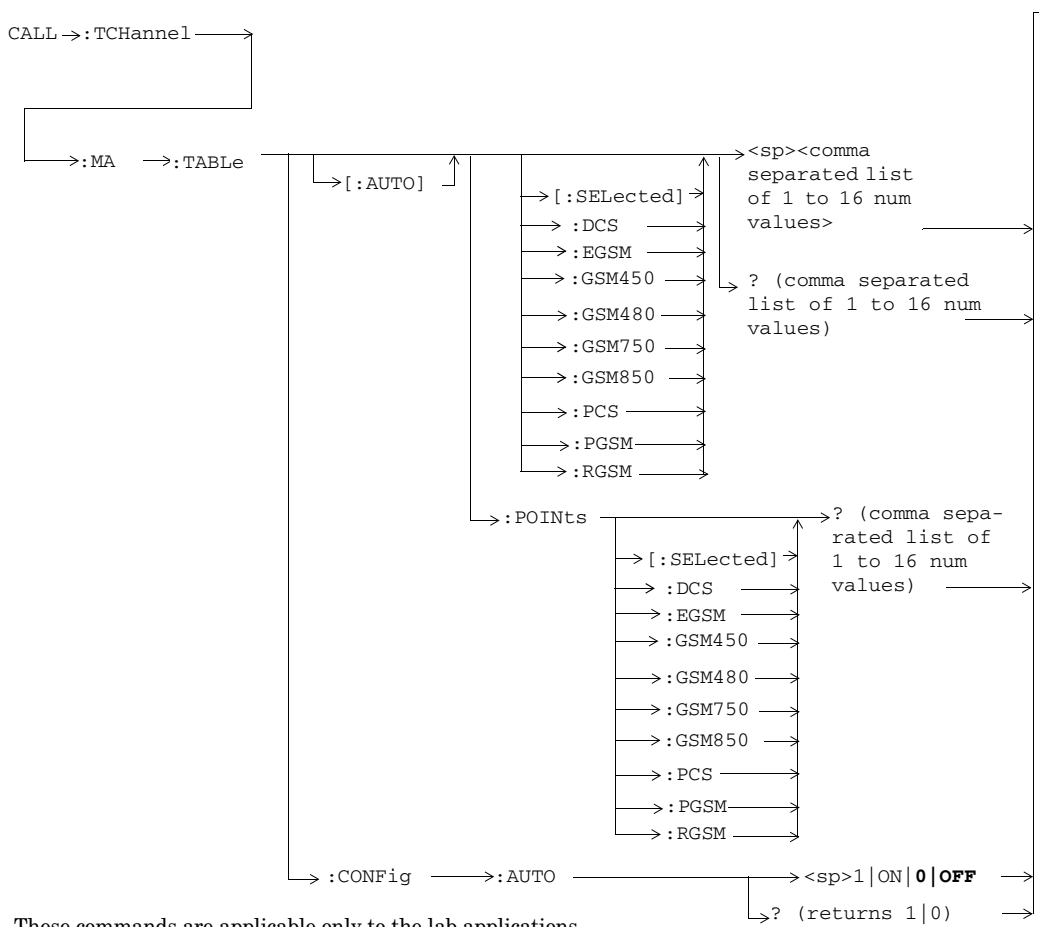 CALL :TCHannel
:MA :TABLe
[:AUTO]
[:SELected]
:DCS
:EGSM
:GSM450
:GSM480
:GSM750
:GSM850
:PCS
:PGSM
:RGSM
<sp><comma
separated list
of 1 to 16 num
values>
? (comma separated
list of 1 to 16 num
values)
:POINts
[:SELected]
:DCS
:EGSM
:GSM450
:GSM480
:GSM750
:GSM850
:PCS
:PGSM
:RGSM
? (comma sepa-
rated list of
1 to 16 num
values)
:CONFig :AUTO
<sp>1|ON|0|OFF
? (returns 1|0)
These commands are applicable only to the lab applications